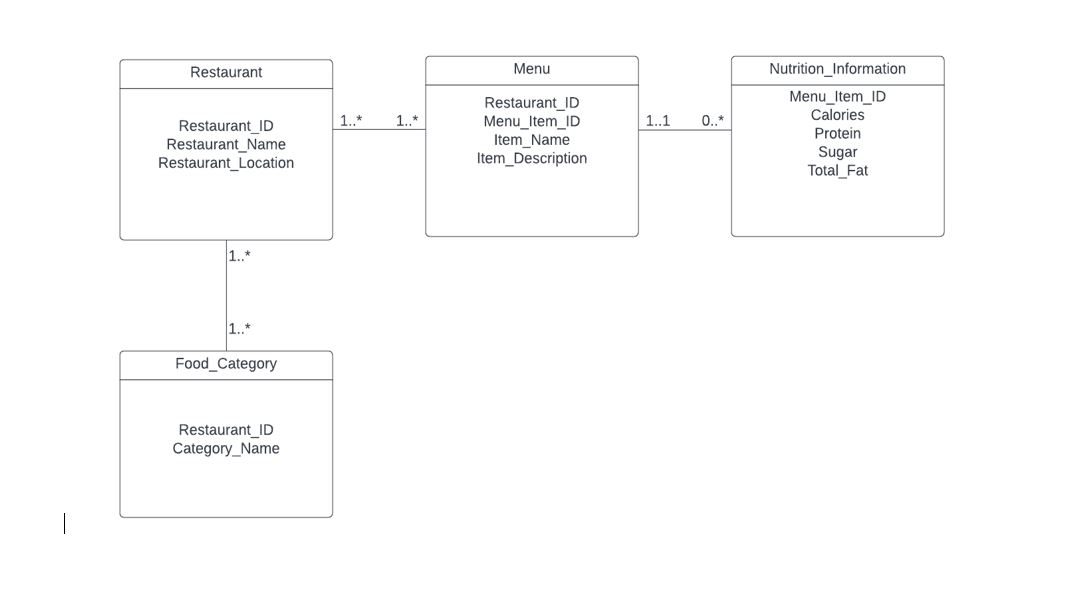 Restaurant
Restaurant_ID
Restaurant_Name
Restaurant_Location
1..* 1..*
Menu
Restaurant_ID
Menu_Item_ID
Item_Name
Item_Description
1..1 0..*
Nutrition_Information
Menu_Item_ID
Calories
Protein
Sugar
Total_Fat
1..*
1..*
Food_Category
Restaurant_ID
Category_Name